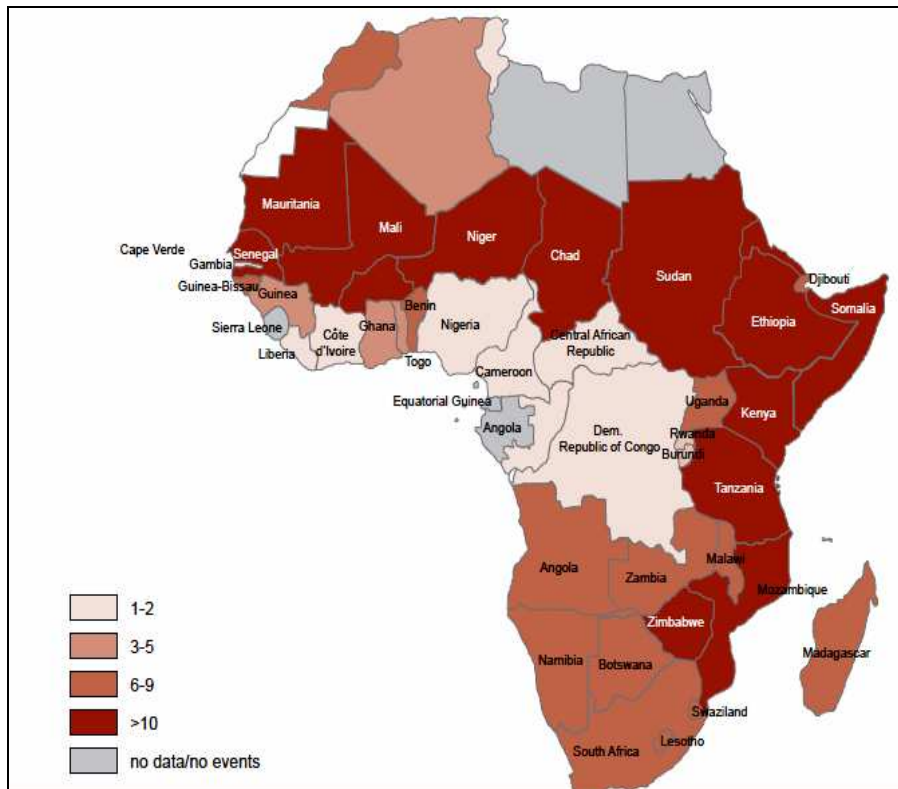 Mauritania
Mali
Niger
Chad
Sudan
Cape Verde
Senegal
Gambia
Guinea-Bissau
Guinea
Djibouti
Somalia
Ethiopia
Benin
Nigeria
Sierra Leone
Côte
d'Ivoire
Ghana
Central African
Republic
Liberia
Togo
Cameroon
Equatorial Guinea
Uganda
Kenya
Angola
Dem.
Republic of Congo
Rwanda
Burundi
Tanzania
Angola
Zambia
Malawi
Mozambique
Zimbabwe
Namibia
Botswana
Madagascar
Swaziland
South Africa
Lesotho
1-2
3-5
6-9
>10
no data/no events